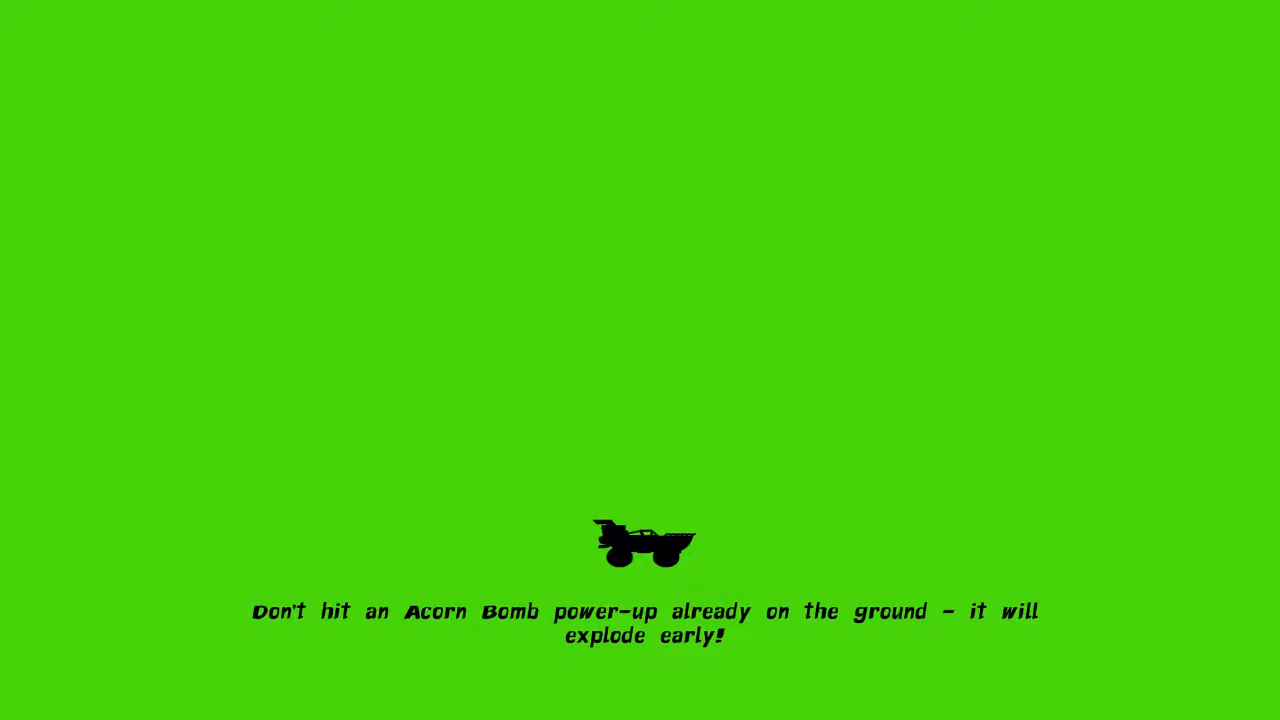 Don't hit an Acorn Bomb power-up already on the ground - it will
explode early!